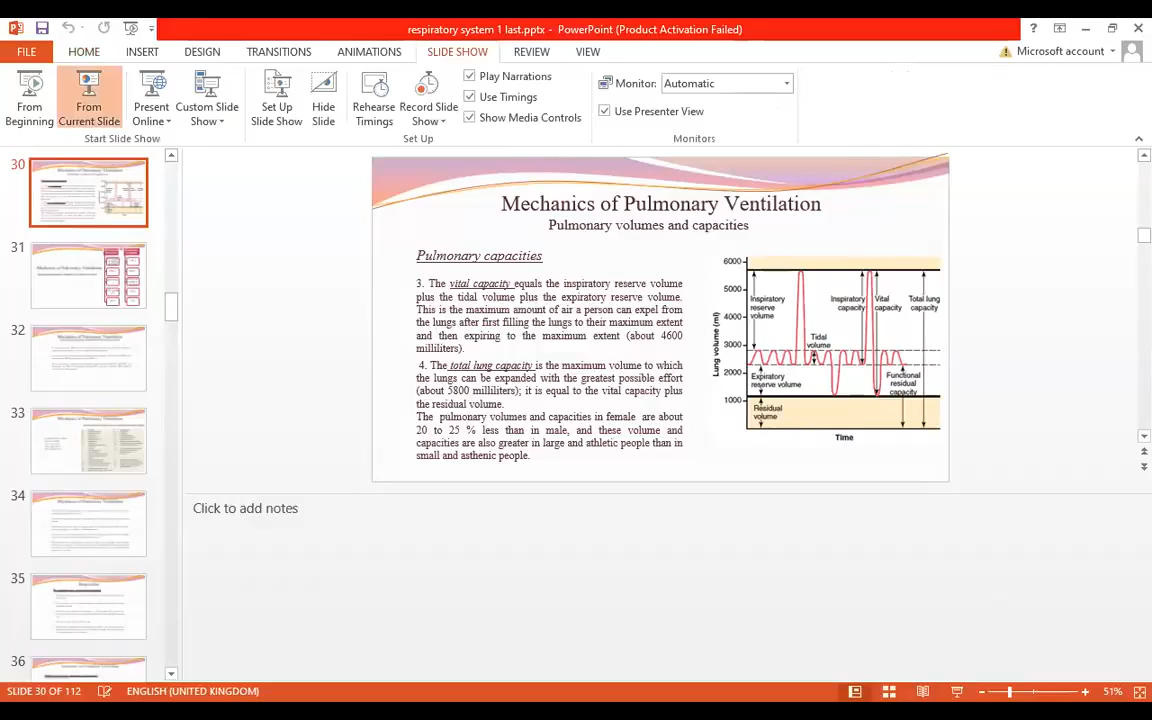 respiratory system 1 last.pptx - PowerPoint (Product Activation Failed)
FILE
HOME
INSERT
DESIGN
TRANSITIONS
ANIMATIONS
SLIDE SHOW
REVIEW
VIEW
Microsoft account
From Beginning
From Current Slide
Present Online
Custom Slide Show
Set Up Slide Show
Hide Slide
Rehearse Timings
Record Slide Show
Play Narrations
Use Timings
Show Media Controls
Monitor: Automatic
Use Presenter View
Start Slide Show
Set Up
Monitors
30
31
32
33
34
35
36
Mechanics of Pulmonary Ventilation
Pulmonary volumes and capacities
Pulmonary capacities
3. The vital capacity equals the inspiratory reserve volume
plus the tidal volume plus the expiratory reserve volume.
This is the maximum amount of air a person can expel from
the lungs after first filling the lungs to their maximum extent
and then expiring to the maximum extent (about 4600
milliliters).
4. The total lung capacity is the maximum volume to which
the lungs can be expanded with the greatest possible effort
(about 5800 milliliters); it is equal to the vital capacity plus
the residual volume.
The pulmonary volumes and capacities in female are about
20 to 25 % less than in male, and these volume and
capacities are also greater in large and athletic people than in
small and asthenic people.
Lung volume (ml)
6000
5000
4000
3000
2000
1000
Inspiratory
reserve
volume
Tidal
volume
Inspiratory
capacity
Vital
capacity
Total lung
capacity
Expiratory
reserve volume
Functional
residual
capacity
Residual
volume
Time
Click to add notes
SLIDE 30 OF 112
ENGLISH (UNITED KINGDOM)
51%